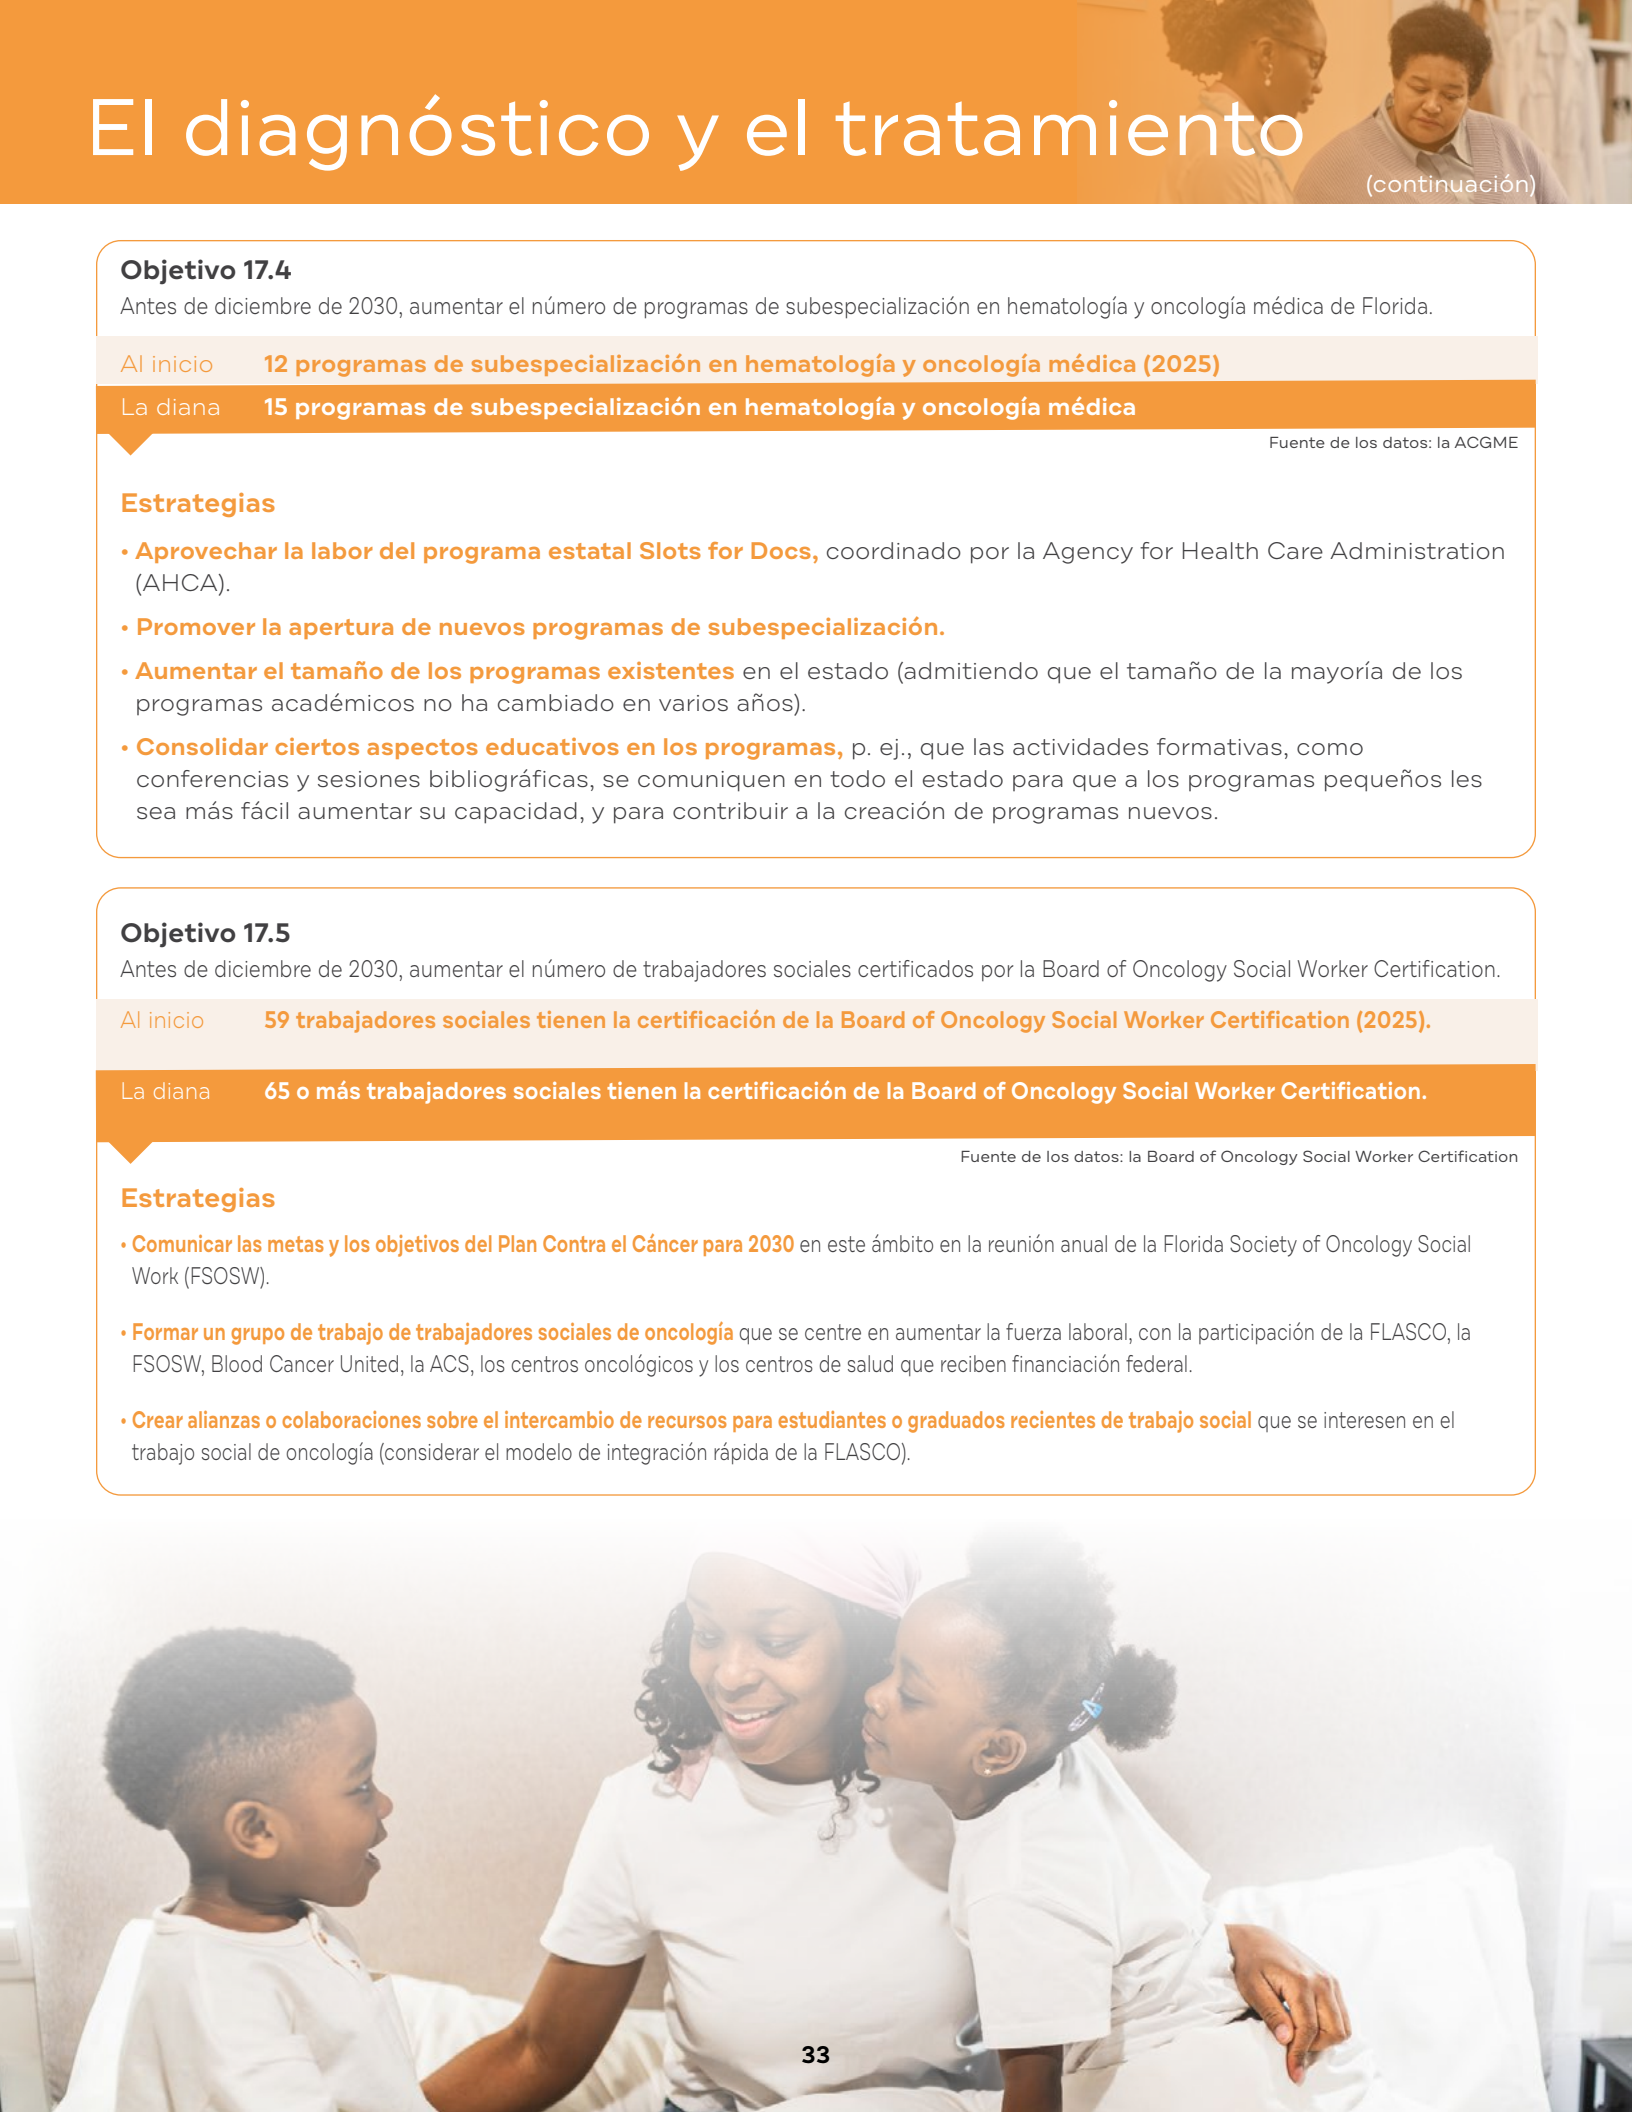 El diagnóstico y el tratamiento
(continuación)
Objetivo 17.4
Antes de diciembre de 2030, aumentar el número de programas de subespecialización en hematología y oncología médica de Florida.
Al inicio 12 programas de subespecialización en hematología y oncología médica (2025)
La diana 15 programas de subespecialización en hematología y oncología médica
Fuente de los datos: la ACGME
Estrategias
• Aprovechar la labor del programa estatal Slots for Docs, coordinado por la Agency for Health Care Administration
(AHCA).
• Promover la apertura de nuevos programas de subespecialización.
• Aumentar el tamaño de los programas existentes en el estado (admitiendo que el tamaño de la mayoría de los
programas académicos no ha cambiado en varios años).
• Consolidar ciertos aspectos educativos en los programas, p. ej., que las actividades formativas, como
conferencias y sesiones bibliográficas, se comuniquen en todo el estado para que a los programas pequeños les
sea más fácil aumentar su capacidad, y para contribuir a la creación de programas nuevos.
Objetivo 17.5
Antes de diciembre de 2030, aumentar el número de trabajadores sociales certificados por la Board of Oncology Social Worker Certification.
Al inicio 59 trabajadores sociales tienen la certificación de la Board of Oncology Social Worker Certification (2025).
La diana 65 o más trabajadores sociales tienen la certificación de la Board of Oncology Social Worker Certification.
Fuente de los datos: la Board of Oncology Social Worker Certification
Estrategias
• Comunicar las metas y los objetivos del Plan Contra el Cáncer para 2030 en este ámbito en la reunión anual de la Florida Society of Oncology Social
Work (FSOSW).
• Formar un grupo de trabajo de trabajadores sociales de oncología que se centre en aumentar la fuerza laboral, con la participación de la FLASCO, la
FSOSW, Blood Cancer United, la ACS, los centros oncológicos y los centros de salud que reciben financiación federal.
• Crear alianzas o colaboraciones sobre el intercambio de recursos para estudiantes o graduados recientes de trabajo social que se interesen en el
trabajo social de oncología (considerar el modelo de integración rápida de la FLASCO).
33